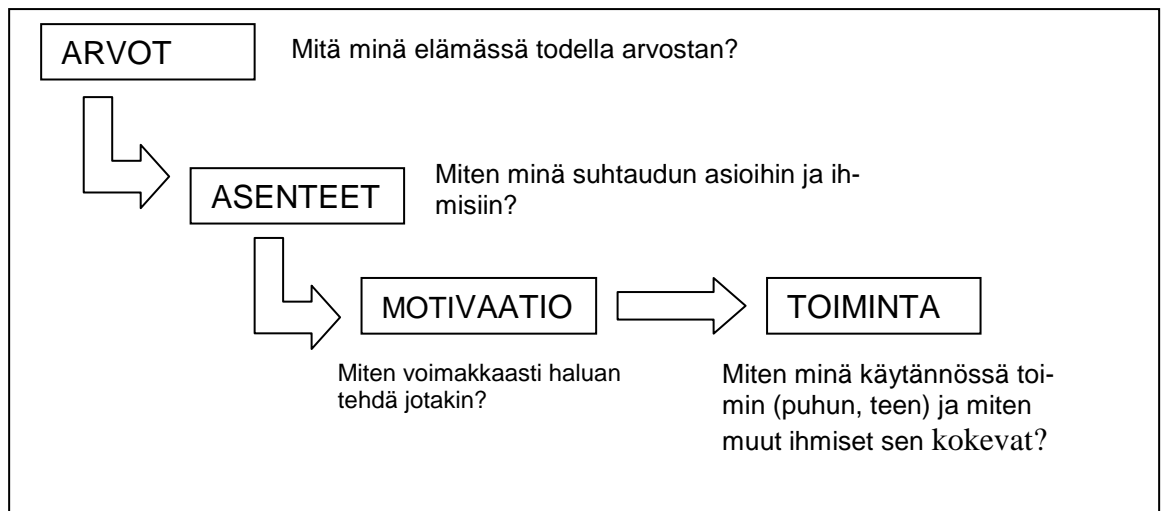 ARVOT
Mitä minä elämässä todella arvostan?
ASENTEET
Miten minä suhtaudun asioihin ja ih-
misiin?
MOTIVAATIO
Miten voimakkaasti haluan
tehdä jotakin?
TOIMINTA
Miten minä käytännössä toi-
min (puhun, teen) ja miten
muut ihmiset sen kokevat?